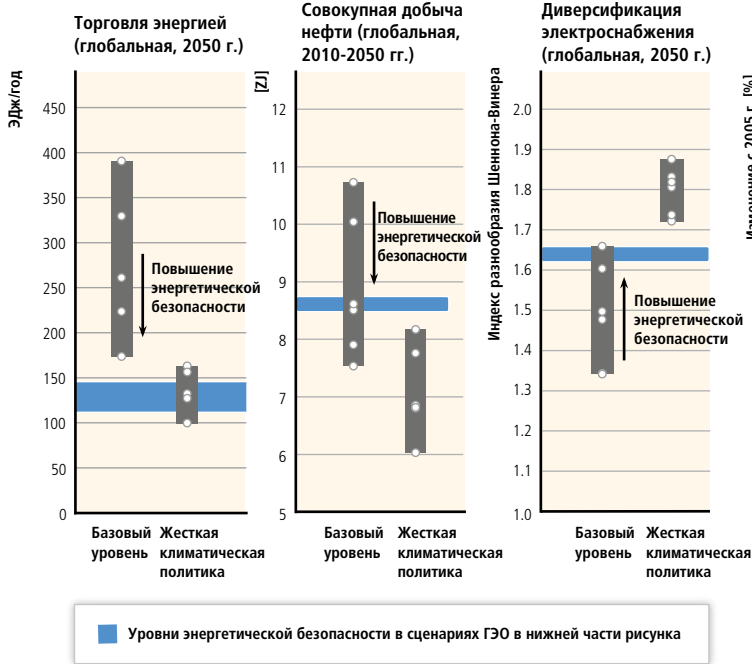 Торговля энергией
(глобальная, 2050 г.)
ЭДж/год
450
400
350
300
250
200
150
100
50
0
Повышение
энергетической
безопасности
Базовый
уровень
Жесткая
климатическая
политика
Совокупная добыча
нефти (глобальная,
2010-2050 гг.)
[ZJ]
12
11
10
9
8
7
6
5
Повышение
энергетической
безопасности
Базовый
уровень
Жесткая
климатическая
политика
Диверсификация
электроснабжения
(глобальная, 2050 г.)
Индекс разнообразия Шеннона-Винера
2.0
1.9
1.8
1.7
1.6
1.5
1.4
1.3
1.2
1.1
1.0
Повышение
энергетической
безопасности
Базовый
уровень
Жесткая
климатическая
политика
Изменение с 2005 г. [%]
Уровни энергетической безопасности в сценариях ГЭО в нижней части рисунка